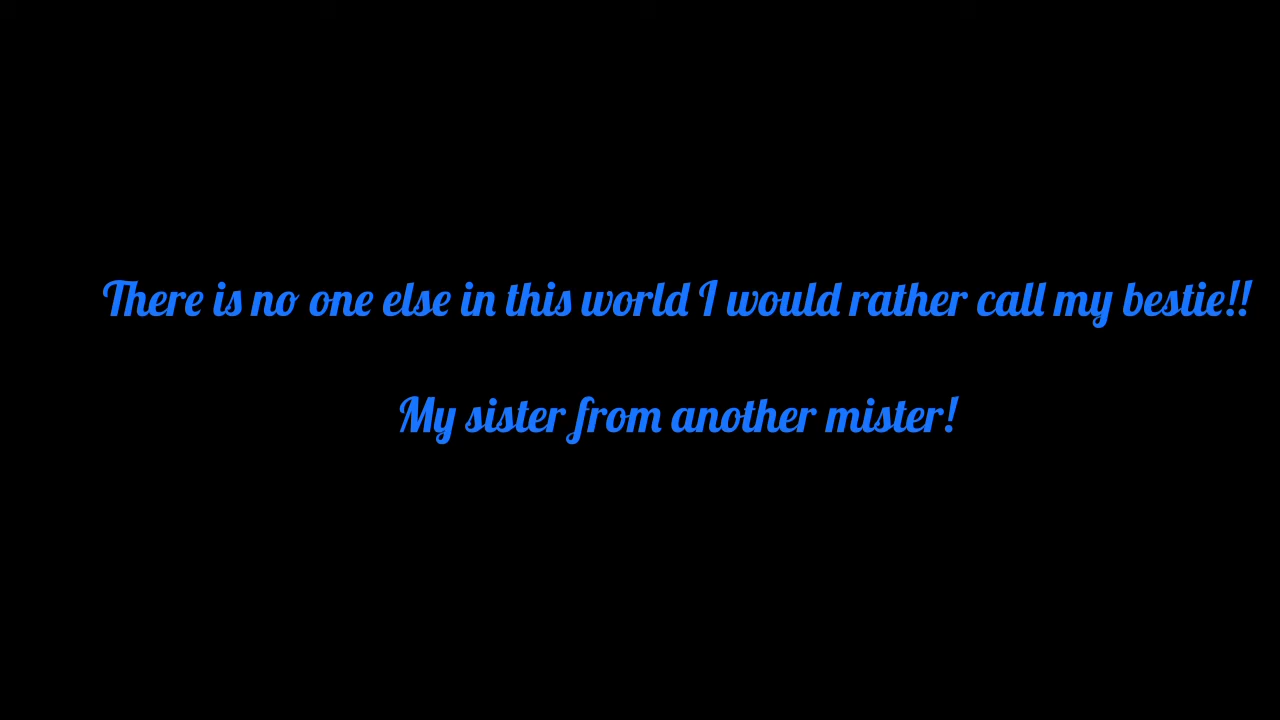 There is no one else in this world I would rather call my bestie!!
My sister from another mister!